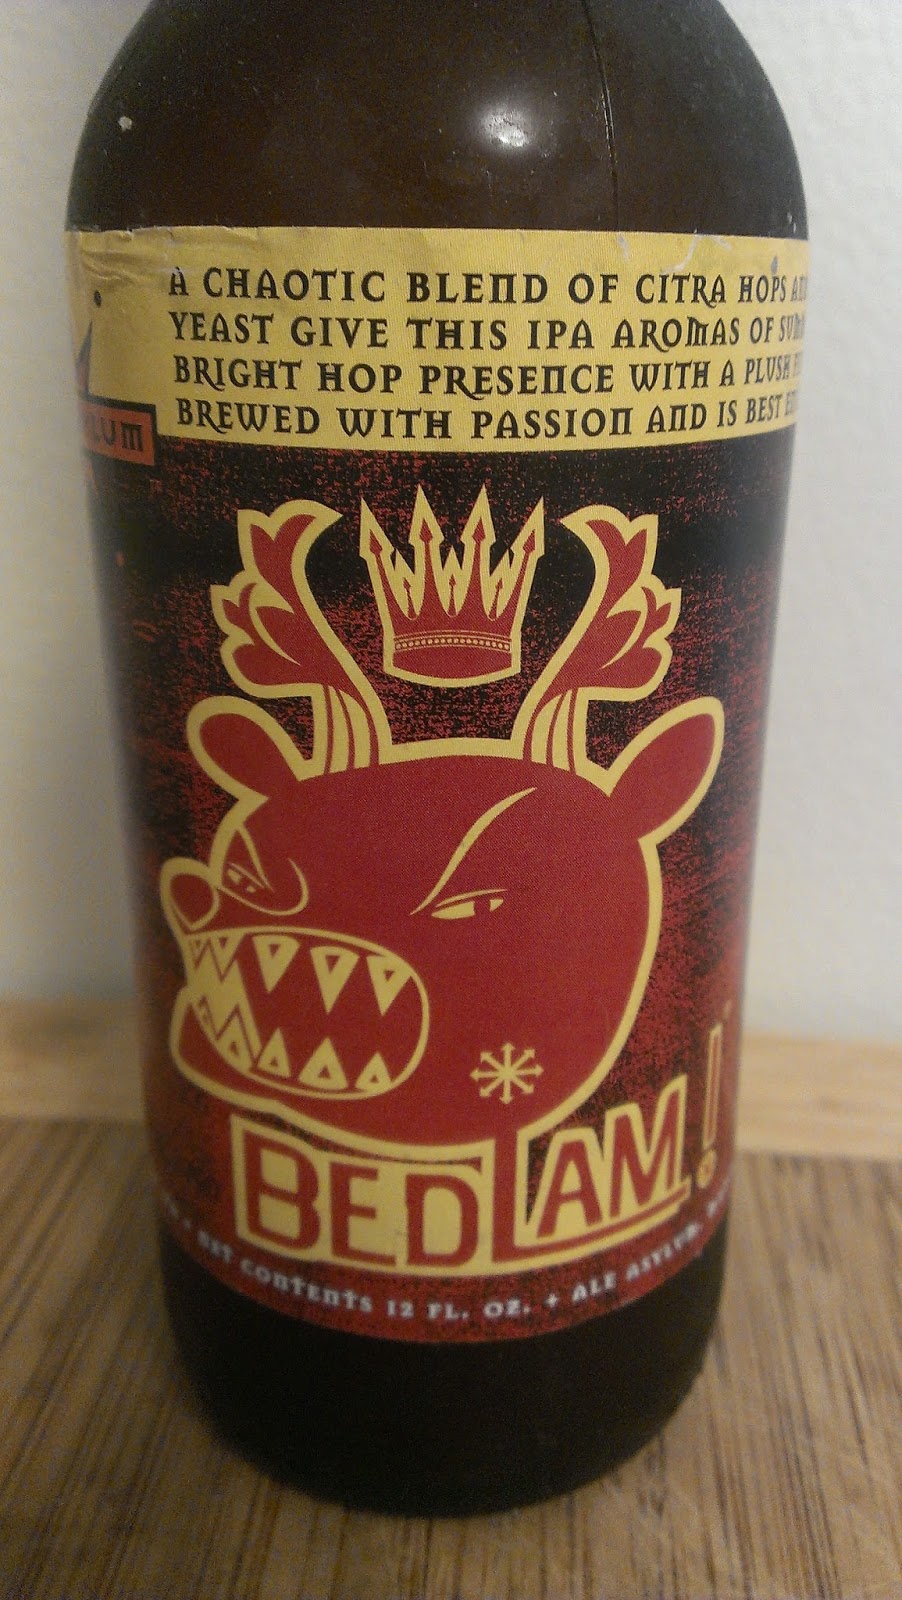 A CHAOTIC BLEND OF CITRA HOPS
YEAST GIVE THIS IPA AROMAS OF
BRIGHT HOP PRESENCE WITH A PLUSH
BREWED WITH PASSION AND IS BEST
BEDLAM!
NET CONTENTS 12 FL. OZ. + ALE ASYLUM,